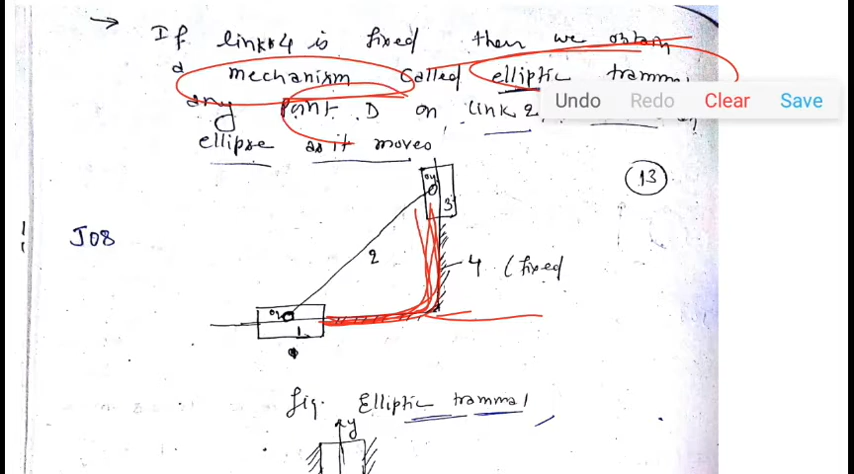 → If link 4 is fixed then we obtain
a mechanism called elliptic tramm
any point D on link 2
ellipse as it moves
Undo Redo Clear Save
13
J08
3
2
4 (fixed
1
fig. Elliptic trammal
y